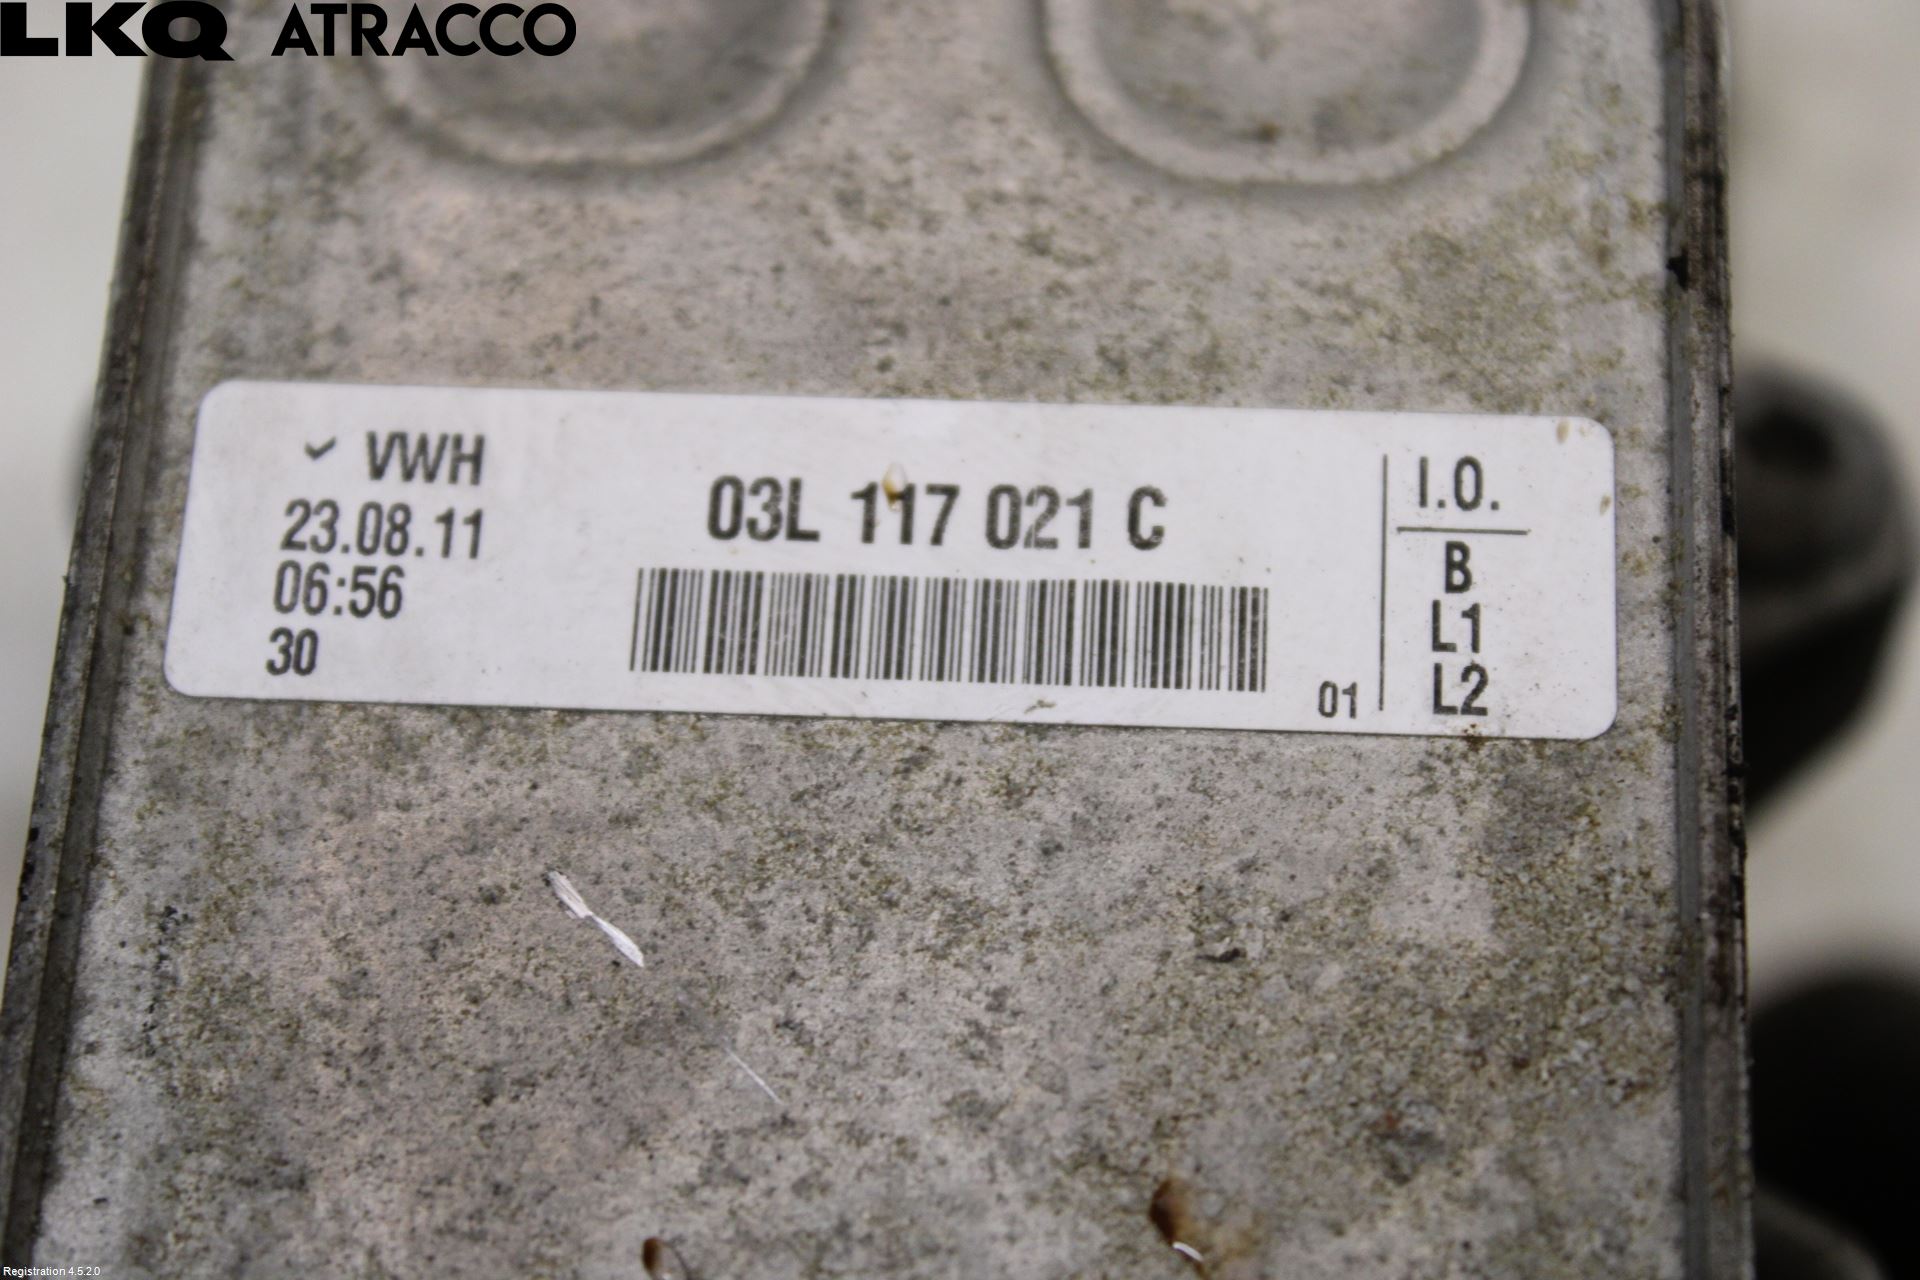 LKQ ATRACCO
VWH
23.08.11
06:56
30
03L 117 021 C
01
I.O.
B
L1
L2
Registration 4.5.2.0